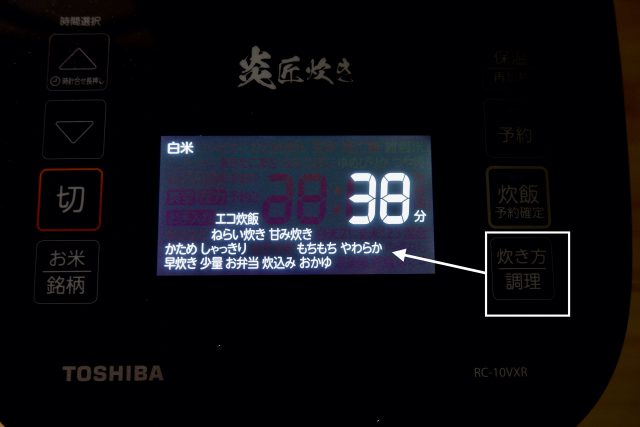 時間選択
時計合せ長押し
炎匠炊き
保温
予約
切
炊飯
予約確定
お米
銘柄
炊き方
調理
白米
38分
エコ炊飯
ねらい炊き 甘み炊き
かため しゃっきり もちもち やわらか
早炊き 少量 お弁当 炊込み おかゆ
TOSHIBA
RC-10VXR